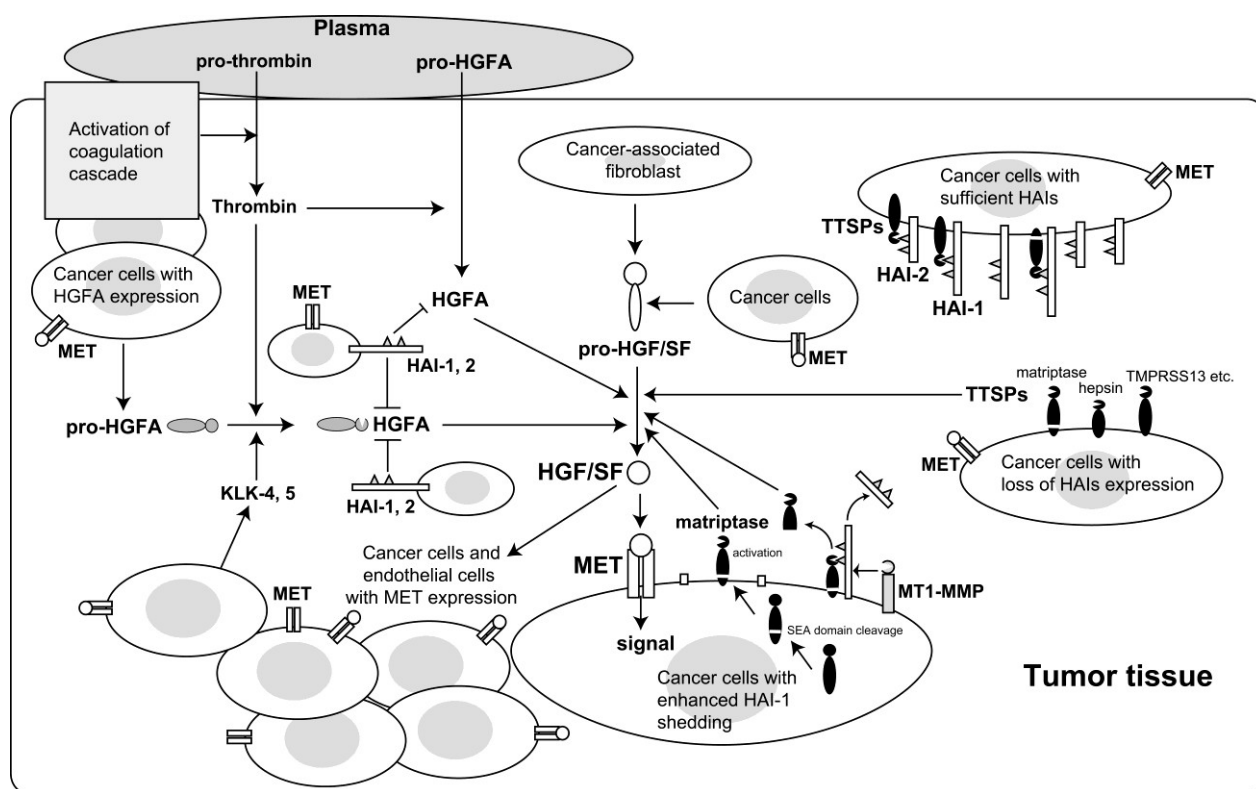 Plasma
pro-thrombin
pro-HGFA
Activation of
coagulation
cascade
Thrombin
Cancer cells with
HGFA expression
MET
pro-HGFA
KLK-4, 5
MET
HAI-1, 2
HGFA
HGFA
HAI-1, 2
Cancer-associated
fibroblast
Cancer cells
MET
pro-HGF/SF
HGF/SF
Cancer cells with
sufficient HAIs
MET
TTSPs
HAI-2
HAI-1
TTSPs
matriptase
hepsin
TMPRSS13 etc.
MET
Cancer cells with
loss of HAIs expression
Cancer cells and
endothelial cells
with MET expression
MET
MET
signal
matriptase
activation
SEA domain cleavage
MT1-MMP
Cancer cells with
enhanced HAI-1
shedding
Tumor tissue